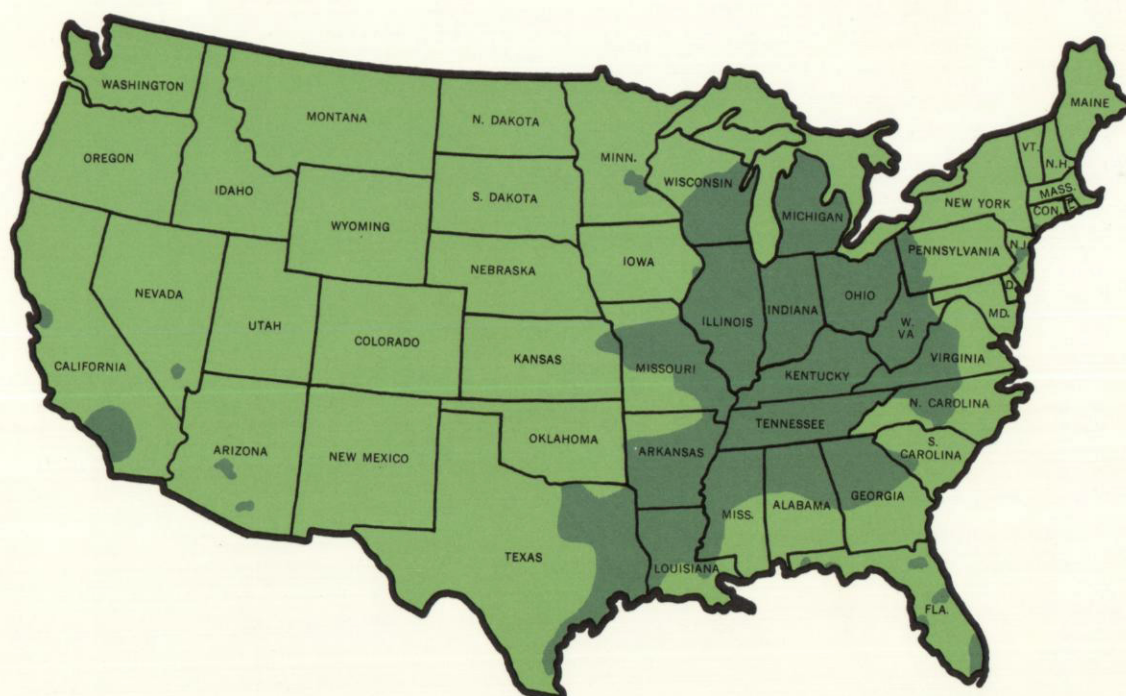 WASHINGTON
MONTANA
N. DAKOTA
MINN.
MAINE
OREGON
IDAHO
S. DAKOTA
WISCONSIN
MICHIGAN
VT.
N.H.
MASS.
NEW YORK
CON.
WYOMING
NEBRASKA
IOWA
PENNSYLVANIA
N.J.
NEVADA
UTAH
COLORADO
KANSAS
ILLINOIS
INDIANA
OHIO
W.
VA
D.
MD.
CALIFORNIA
MISSOURI
KENTUCKY
VIRGINIA
N. CAROLINA
ARIZONA
NEW MEXICO
OKLAHOMA
ARKANSAS
TENNESSEE
S.
CAROLINA
TEXAS
LOUISIANA
MISS.
ALABAMA
GEORGIA
FLA.